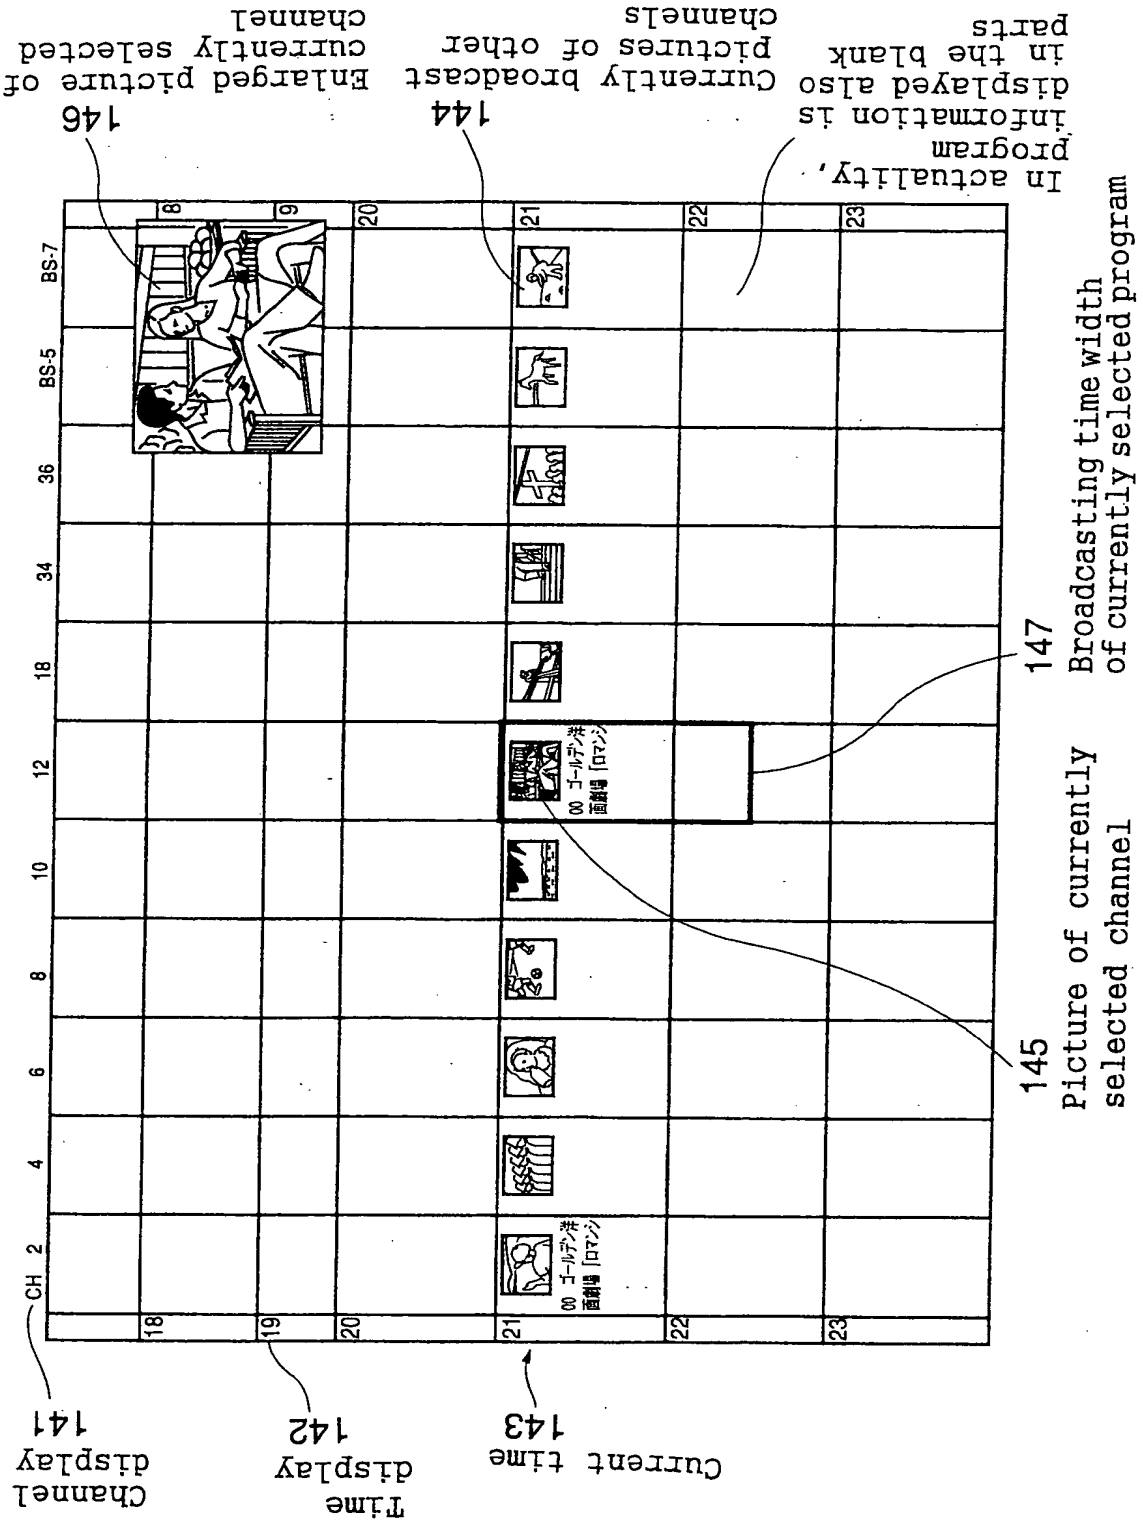 Channel
display
141
Time
display
142
Current time
143
Enlarged picture of
currently selected
channel
146
Currently broadcast
pictures of other
channels
144
In actuality,
program
information is
displayed also
in the blank
parts
CH 2 4 6 8 10 12 18 34 36 BS-5 BS-7
18 8
19 9
20 20
21 21
22 22
23 23
00 ゴールデン洋
画劇場「ロマンシ
00 ゴールデン洋
画劇場「ロマンシ
145
Picture of currently
selected channel
147
Broadcasting time width
of currently selected program